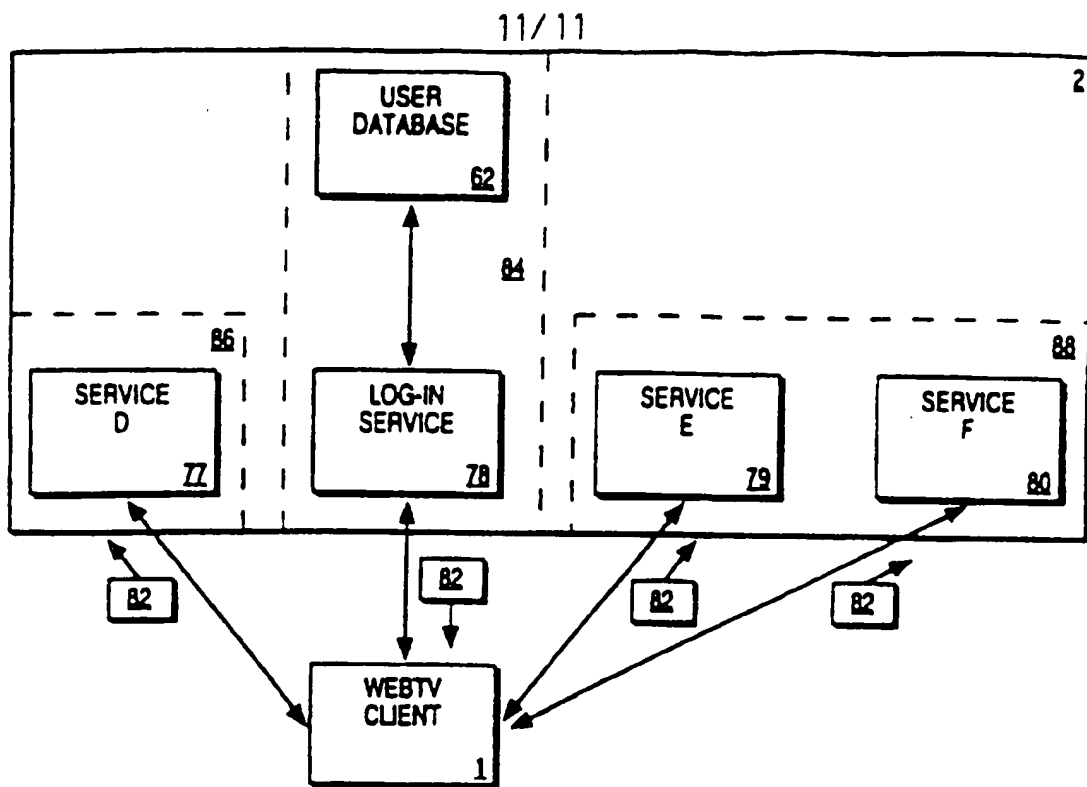 11/11
2
USER
DATABASE
62
84
86
SERVICE
D
77
LOG-IN
SERVICE
78
88
SERVICE
E
79
SERVICE
F
80
82
82
82
82
WEBTV
CLIENT
1